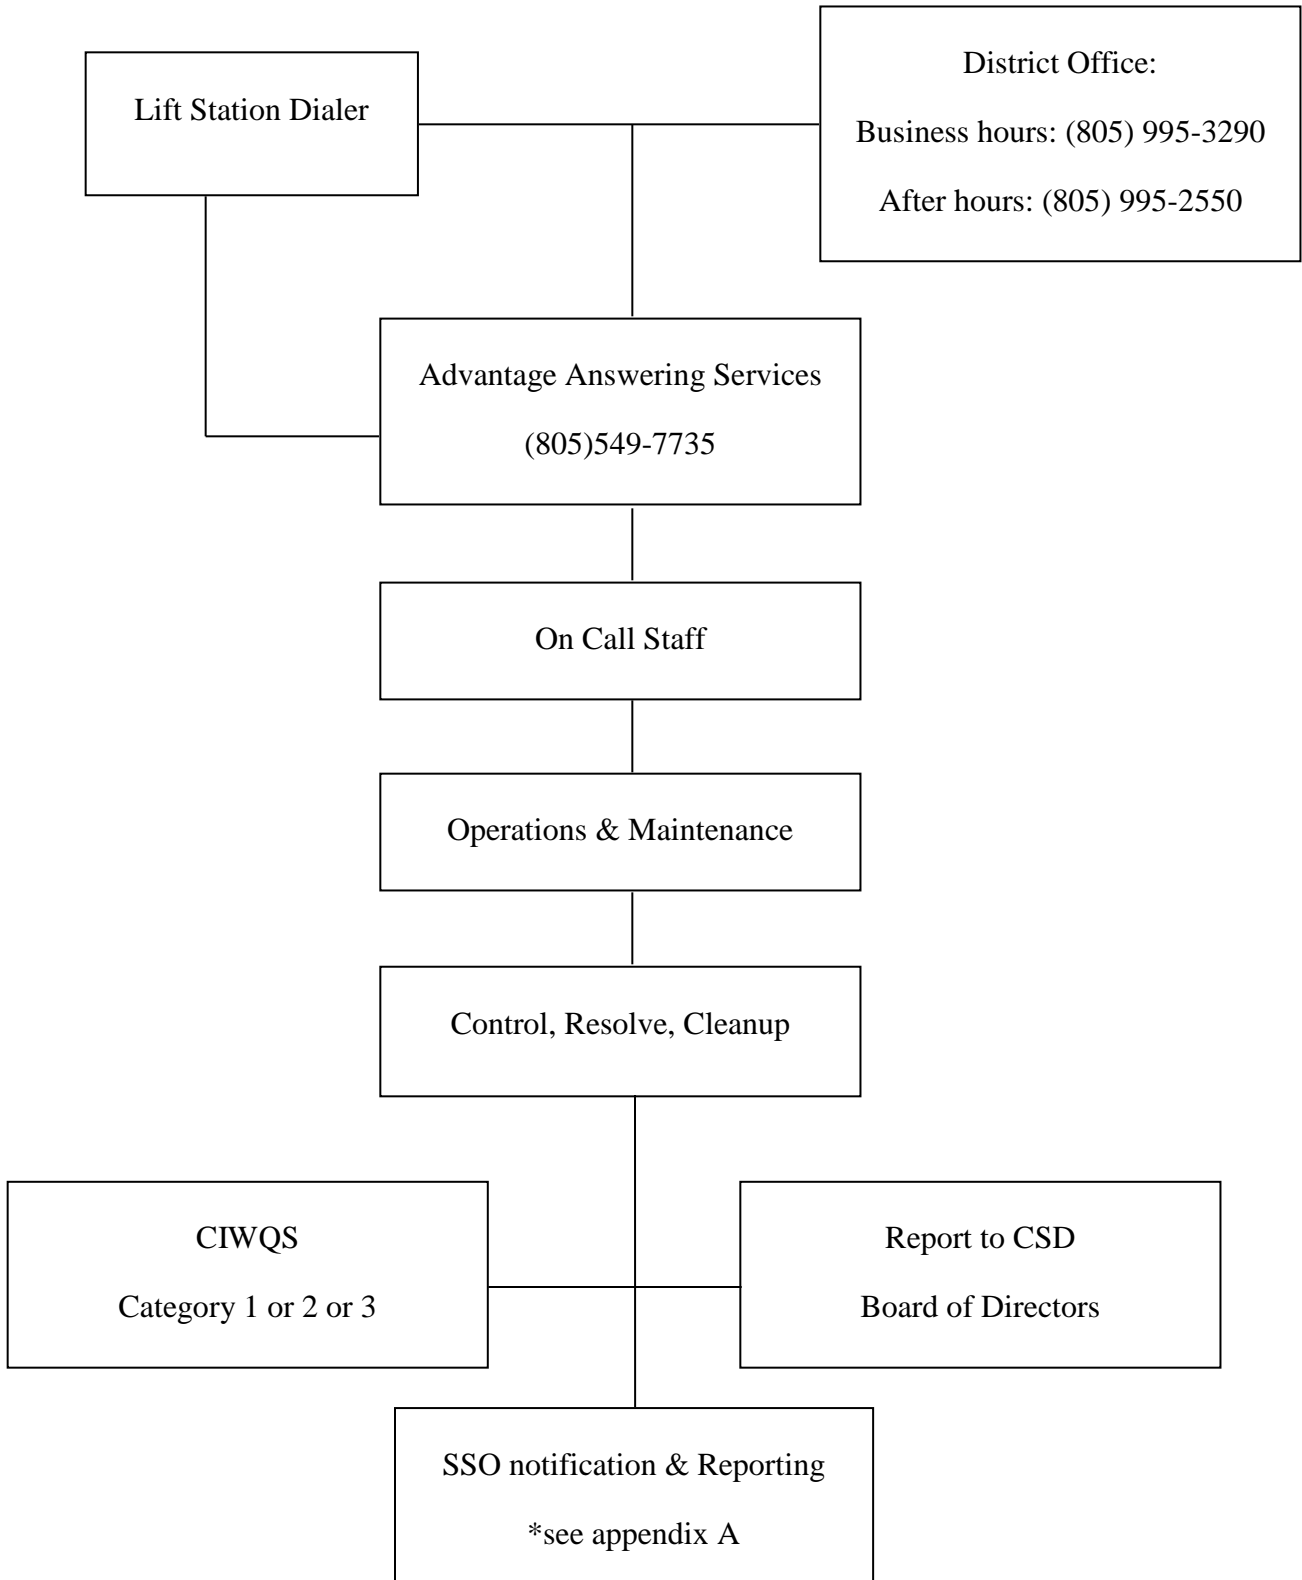 Lift Station Dialer
District Office:
Business hours: (805) 995-3290
After hours: (805) 995-2550
Advantage Answering Services
(805)549-7735
On Call Staff
Operations & Maintenance
Control, Resolve, Cleanup
CIWQS
Category 1 or 2 or 3
Report to CSD
Board of Directors
SSO notification & Reporting
*see appendix A